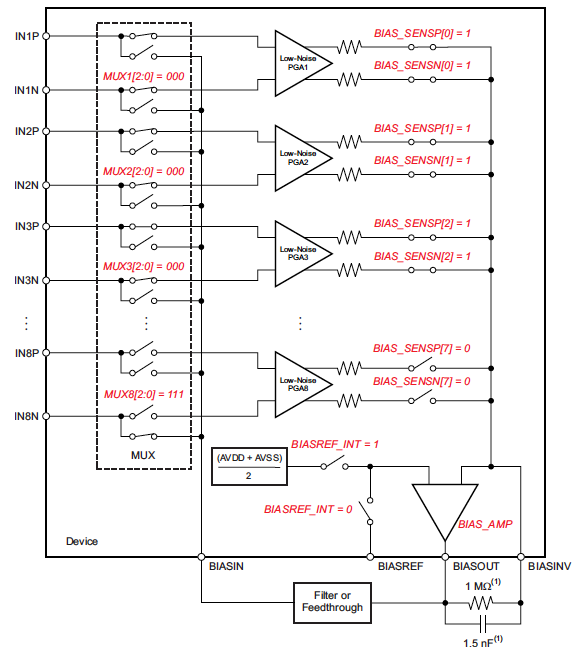 IN1P
BIAS_SENSP[0] = 1
Low-Noise
PGA1
MUX1[2:0] = 000
BIAS_SENSN[0] = 1
IN1N
IN2P
BIAS_SENSP[1] = 1
Low-Noise
PGA2
MUX2[2:0] = 000
BIAS_SENSN[1] = 1
IN2N
IN3P
BIAS_SENSP[2] = 1
Low-Noise
PGA3
MUX3[2:0] = 000
BIAS_SENSN[2] = 1
IN3N
IN8P
BIAS_SENSP[7] = 0
Low-Noise
PGA8
BIAS_SENSN[7] = 0
MUX8[2:0] = 111
IN8N
MUX
BIASREF_INT = 1
(AVDD + AVSS)
2
BIASREF_INT = 0
BIAS_AMP
Device
BIASIN
BIASREF
BIASOUT
BIASINV
Filter or
Feedthrough
1 MΩ(1)
1.5 nF(1)